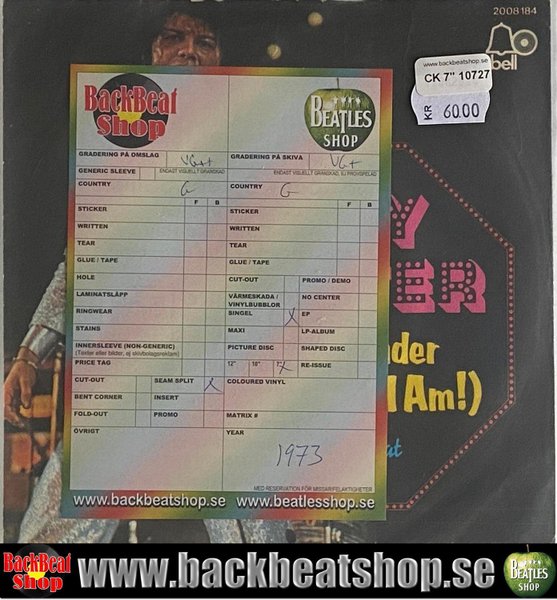 2008 184
bell
www.backbeatshop.se
CK 7" 10727
KR 60.00
BackBeat
Shop
BEATLES
SHOP
GRADERING PÅ OMSLAG VG+
GRADERING PÅ SKIVA VG+
GENERIC SLEEVE
ENDAST VISUELLT GRANSKAD
ENDAST VISUELLT GRANSKAD, EJ PROVSPELAD
COUNTRY G
COUNTRY G
F B
F B
STICKER
STICKER
WRITTEN
WRITTEN
TEAR
TEAR
GLUE / TAPE
GLUE / TAPE
HOLE
CUT-OUT
PROMO / DEMO
LAMINATSLÄPP
VÄRMESKADA /
VINYLBUBBLOR
NO CENTER
RINGWEAR
SINGEL X
EP
STAINS
MAXI
LP-ALBUM
INNERSLEEVE (NON-GENERIC)
(Texter eller bilder, ej skivbolagsreklam)
PICTURE DISC
SHAPED DISC
PRICE TAG
12" 10" 7" X
RE-ISSUE
CUT-OUT
SEAM SPLIT X
COLOURED VINYL
BENT CORNER
INSERT
FOLD-OUT
PROMO
MATRIX #
ÖVRIGT
YEAR
1973
MED RESERVATION FÖR MISSAR/FELAKTIGHETER
www.backbeatshop.se www.beatlesshop.se
Y
ER
der
I Am!)
at
BackBeat
Shop
www.backbeatshop.se
BEATLES
SHOP